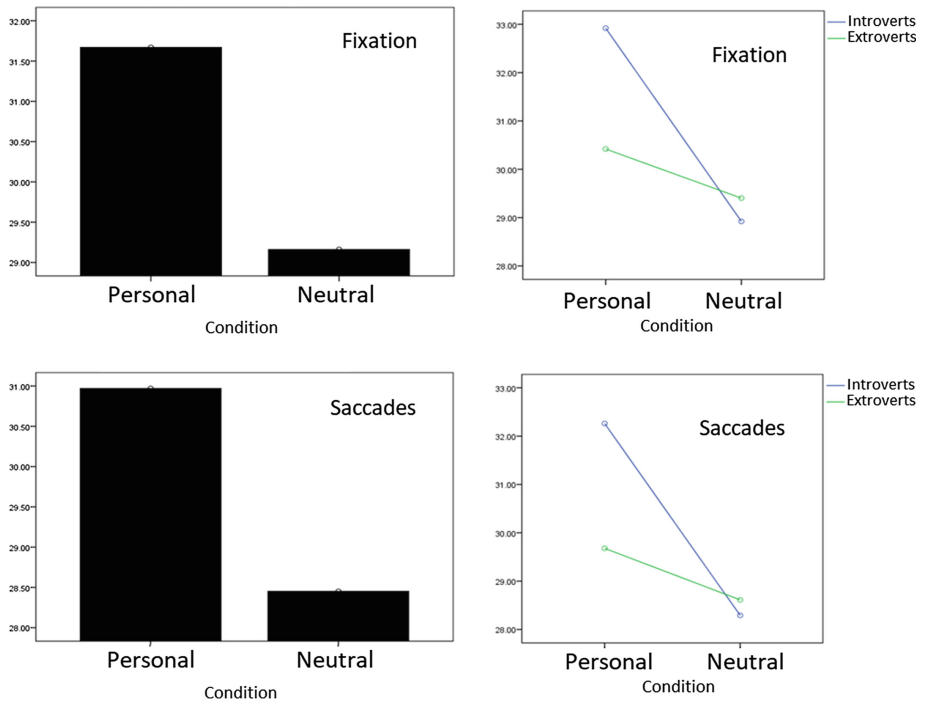 32.00
31.50
31.00
30.50
30.00
29.50
29.00
Fixation
Personal Neutral
Condition
33.00
32.00
31.00
30.00
29.00
28.00
Fixation
Introverts
Extroverts
Personal Neutral
Condition
31.00
30.50
30.00
29.50
29.00
28.50
28.00
Saccades
Personal Neutral
Condition
33.00
32.00
31.00
30.00
29.00
28.00
Saccades
Introverts
Extroverts
Personal Neutral
Condition